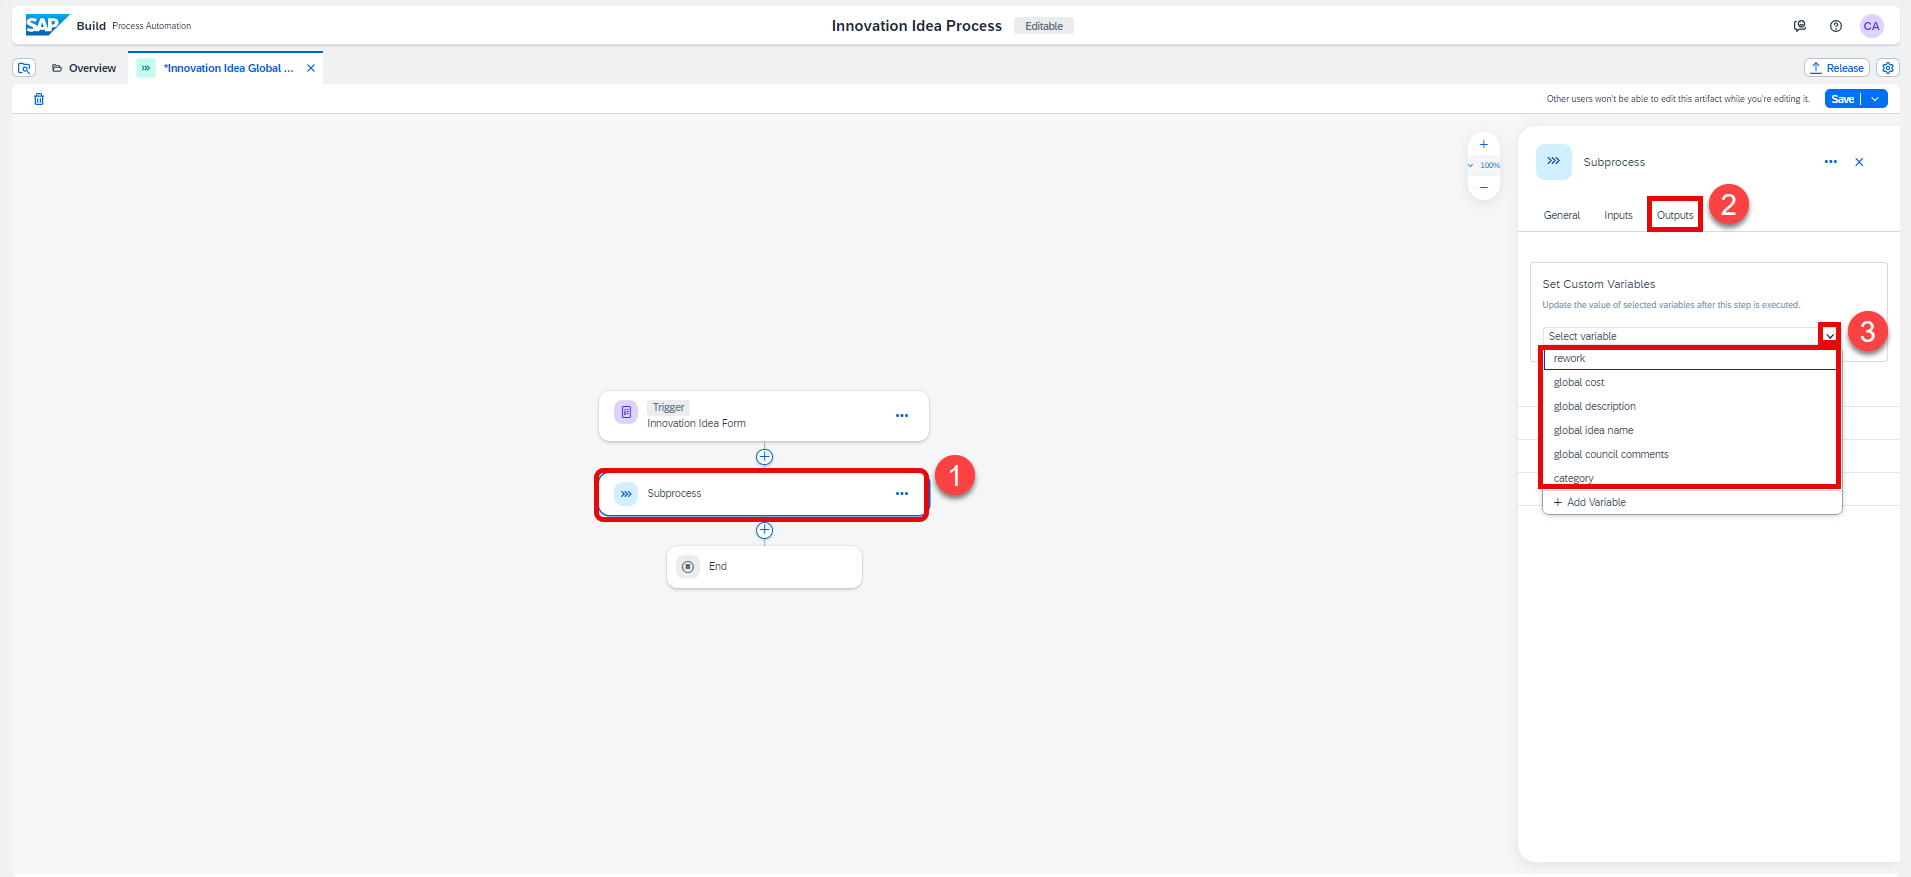 SAP Build Process Automation
Innovation Idea Process Editable
CA
Overview
*Innovation Idea Global ...
Release
Other users won't be able to edit this artifact while you're editing it.
Save
100%
Subprocess
General Inputs Outputs
2
Set Custom Variables
Update the value of selected variables after this step is executed.
Select variable
3
rework
global cost
global description
global idea name
global council comments
category
+ Add Variable
Trigger
Innovation Idea Form
Subprocess
1
End